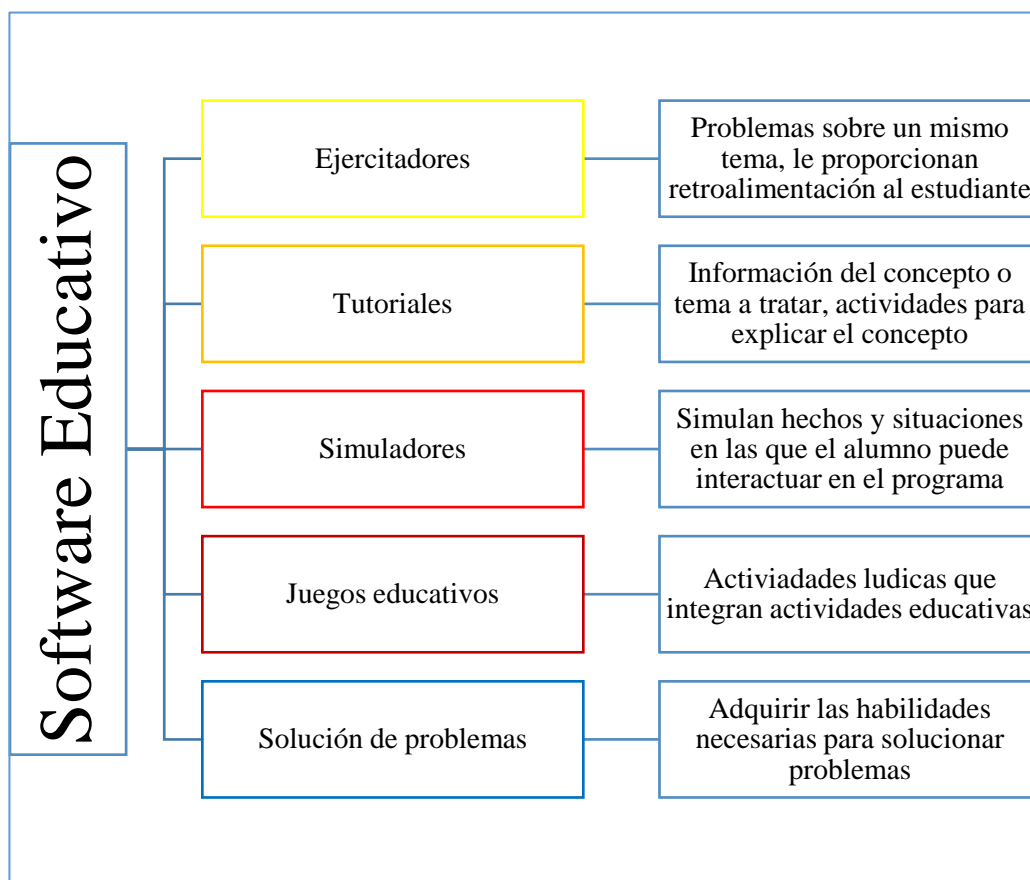 Software Educativo
Ejercitadores
Problemas sobre un mismo
tema, le proporcionan
retroalimentación al estudiante
Tutoriales
Información del concepto o
tema a tratar, actividades para
explicar el concepto
Simuladores
Simulan hechos y situaciones
en las que el alumno puede
interactuar en el programa
Juegos educativos
Activiadades ludicas que
integran actividades educativas
Solución de problemas
Adquirir las habilidades
necesarias para solucionar
problemas